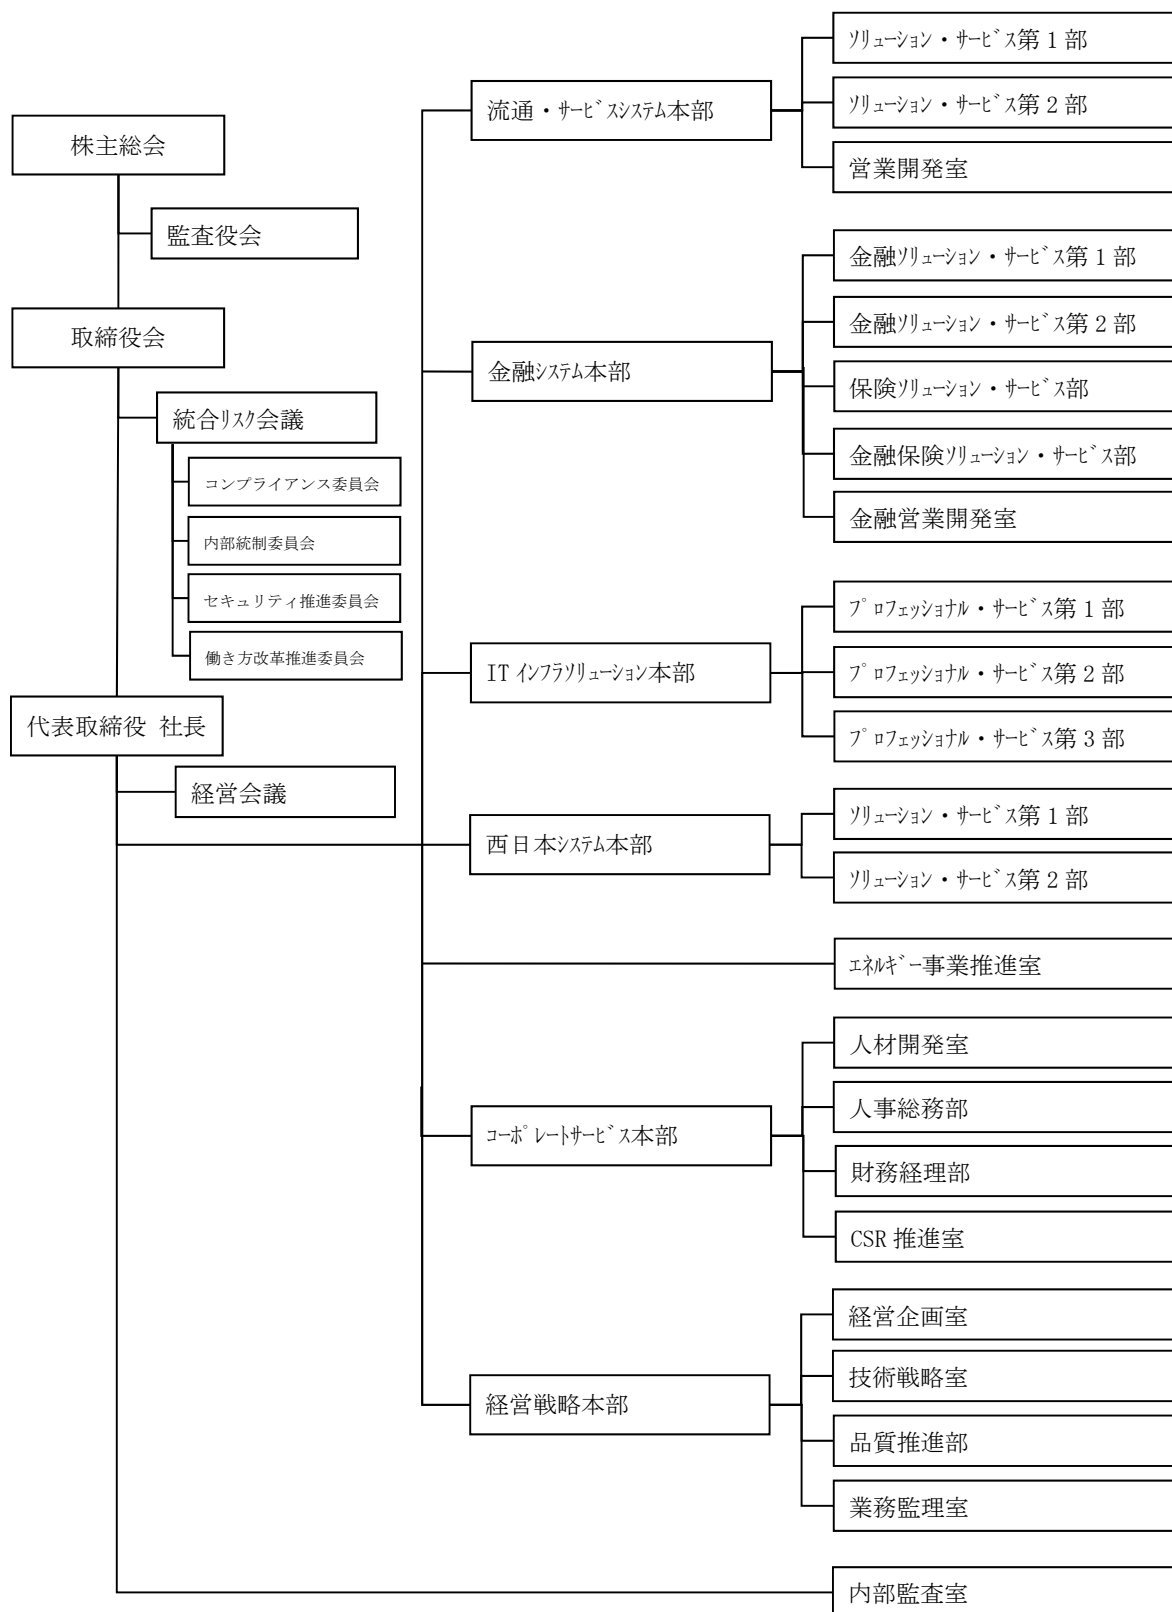 株主総会
監査役会
取締役会
統合ﾘｽｸ会議
コンプライアンス委員会
内部統制委員会
セキュリティ推進委員会
働き方改革推進委員会
代表取締役 社長
経営会議
流通・ｻｰﾋﾞｽｼｽﾃﾑ本部
ｿﾘｭｰｼｮﾝ・ｻｰﾋﾞｽ第1部
ｿﾘｭｰｼｮﾝ・ｻｰﾋﾞｽ第2部
営業開発室
金融ｼｽﾃﾑ本部
金融ｿﾘｭｰｼｮﾝ・ｻｰﾋﾞｽ第1部
金融ｿﾘｭｰｼｮﾝ・ｻｰﾋﾞｽ第2部
保険ｿﾘｭｰｼｮﾝ・ｻｰﾋﾞｽ部
金融保険ｿﾘｭｰｼｮﾝ・ｻｰﾋﾞｽ部
金融営業開発室
ITｲﾝﾌﾗｿﾘｭｰｼｮﾝ本部
ﾌﾟﾛﾌｪｯｼｮﾅﾙ・ｻｰﾋﾞｽ第1部
ﾌﾟﾛﾌｪｯｼｮﾅﾙ・ｻｰﾋﾞｽ第2部
ﾌﾟﾛﾌｪｯｼｮﾅﾙ・ｻｰﾋﾞｽ第3部
西日本ｼｽﾃﾑ本部
ｿﾘｭｰｼｮﾝ・ｻｰﾋﾞｽ第1部
ｿﾘｭｰｼｮﾝ・ｻｰﾋﾞｽ第2部
ｴﾈﾙｷﾞｰ事業推進室
ｺｰﾎﾟﾚｰﾄｻｰﾋﾞｽ本部
人材開発室
人事総務部
財務経理部
CSR推進室
経営戦略本部
経営企画室
技術戦略室
品質推進部
業務監理室
内部監査室